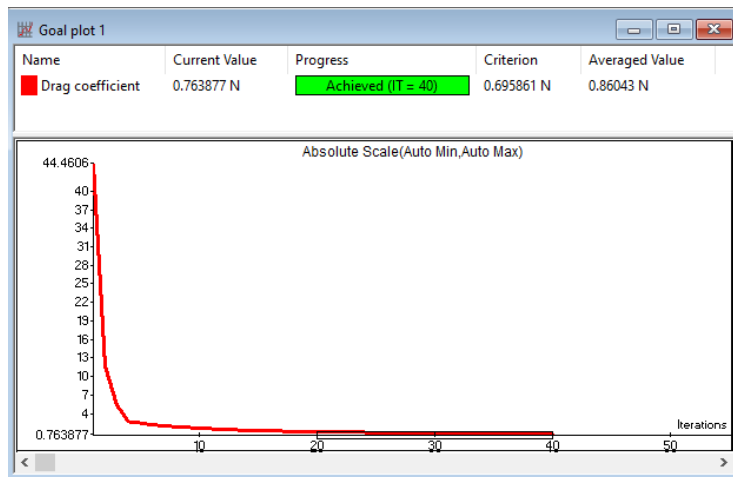 Goal plot 1
Name Current Value Progress Criterion Averaged Value
Drag coefficient 0.763877 N Achieved (IT = 40) 0.695861 N 0.86043 N
Absolute Scale(Auto Min,Auto Max)
44.4606
40
37
34
31
28
25
22
19
16
13
10
7
4
0.763877
Iterations
10 20 30 40 50